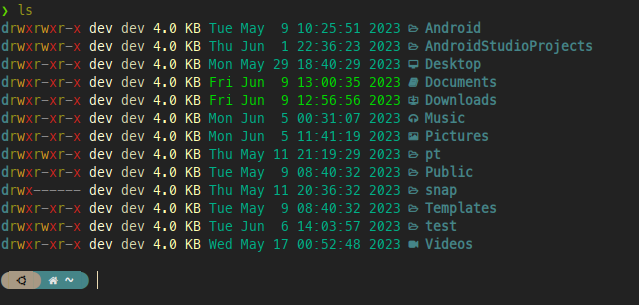 ❯ ls
drwxrwxr-x dev dev 4.0 KB Tue May  9 10:25:51 2023 Android
drwxrwxr-x dev dev 4.0 KB Thu Jun  1 22:36:23 2023 AndroidStudioProjects
drwxr-xr-x dev dev 4.0 KB Mon May 29 18:40:29 2023 Desktop
drwxr-xr-x dev dev 4.0 KB Fri Jun  9 13:00:35 2023 Documents
drwxr-xr-x dev dev 4.0 KB Fri Jun  9 12:56:56 2023 Downloads
drwxr-xr-x dev dev 4.0 KB Mon Jun  5 00:31:07 2023 Music
drwxr-xr-x dev dev 4.0 KB Mon Jun  5 11:41:19 2023 Pictures
drwxrwxr-x dev dev 4.0 KB Thu May 11 21:19:29 2023 pt
drwxr-xr-x dev dev 4.0 KB Tue May  9 08:40:32 2023 Public
drwx------ dev dev 4.0 KB Thu May 11 20:36:32 2023 snap
drwxr-xr-x dev dev 4.0 KB Tue May  9 08:40:32 2023 Templates
drwxrwxr-x dev dev 4.0 KB Tue Jun  6 14:03:57 2023 test
drwxr-xr-x dev dev 4.0 KB Wed May 17 00:52:48 2023 Videos
~